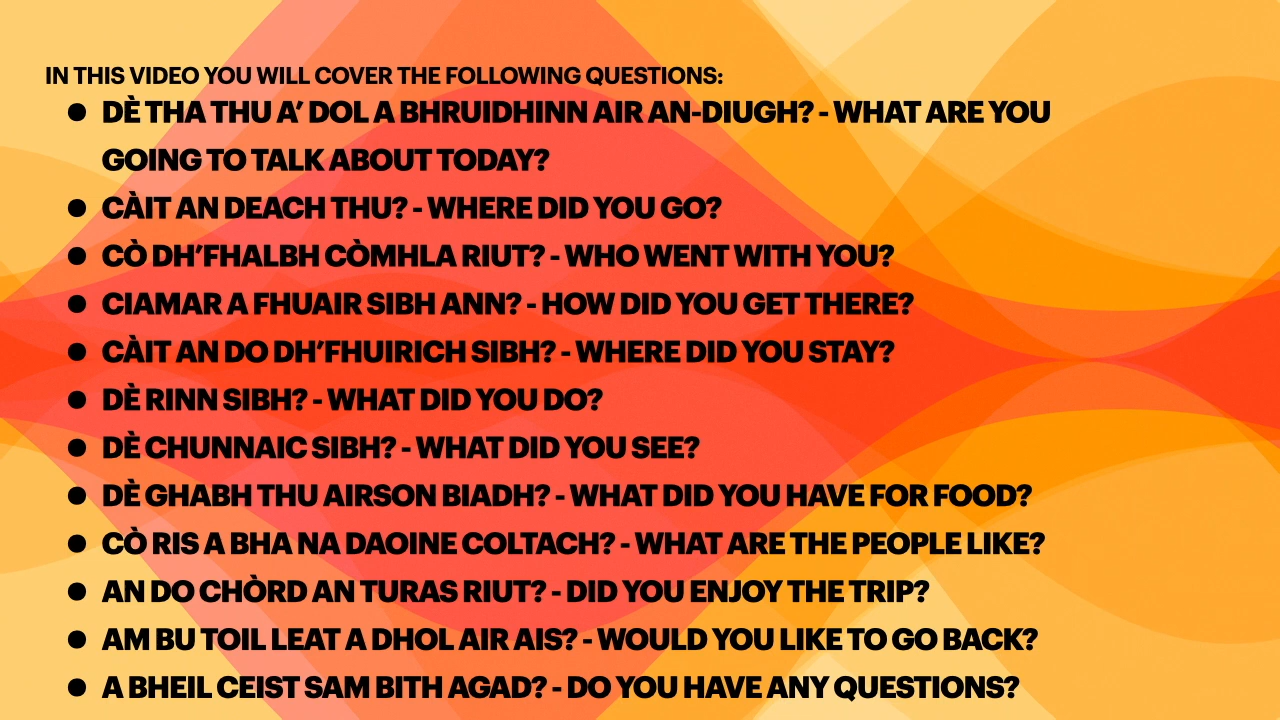 IN THIS VIDEO YOU WILL COVER THE FOLLOWING QUESTIONS:
● DÈ THA THU A' DOL A BHRUIDHINN AIR AN-DIUGH? - WHAT ARE YOU
GOING TO TALK ABOUT TODAY?
● CÀIT AN DEACH THU? - WHERE DID YOU GO?
● CÒ DH'FHALBH CÒMHLA RIUT? - WHO WENT WITH YOU?
● CIAMAR A FHUAIR SIBH ANN? - HOW DID YOU GET THERE?
● CÀIT AN DO DH'FHUIRICH SIBH? - WHERE DID YOU STAY?
● DÈ RINN SIBH? - WHAT DID YOU DO?
● DÈ CHUNNAIC SIBH? - WHAT DID YOU SEE?
● DÈ GHABH THU AIRSON BIADH? - WHAT DID YOU HAVE FOR FOOD?
● CÒ RIS A BHA NA DAOINE COLTACH? - WHAT ARE THE PEOPLE LIKE?
● AN DO CHÒRD AN TURAS RIUT? - DID YOU ENJOY THE TRIP?
● AM BU TOIL LEAT A DHOL AIR AIS? - WOULD YOU LIKE TO GO BACK?
● A BHEIL CEIST SAM BITH AGAD? - DO YOU HAVE ANY QUESTIONS?